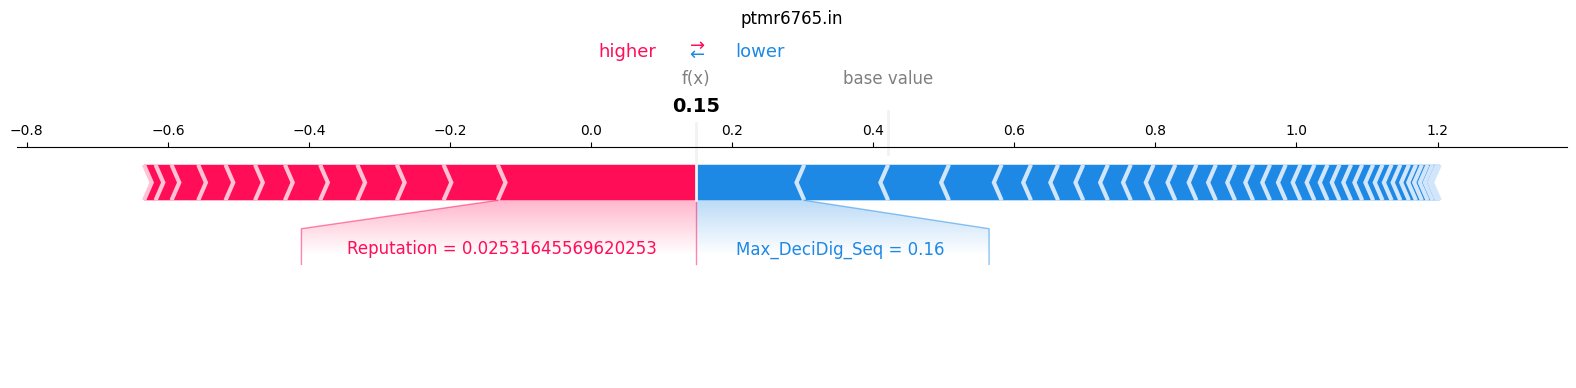 ptmr6765.in
higher ⇄ lower
f(x) base value
0.15
−0.8 −0.6 −0.4 −0.2 0.0 0.2 0.4 0.6 0.8 1.0 1.2
Reputation = 0.02531645569620253 Max_DeciDig_Seq = 0.16